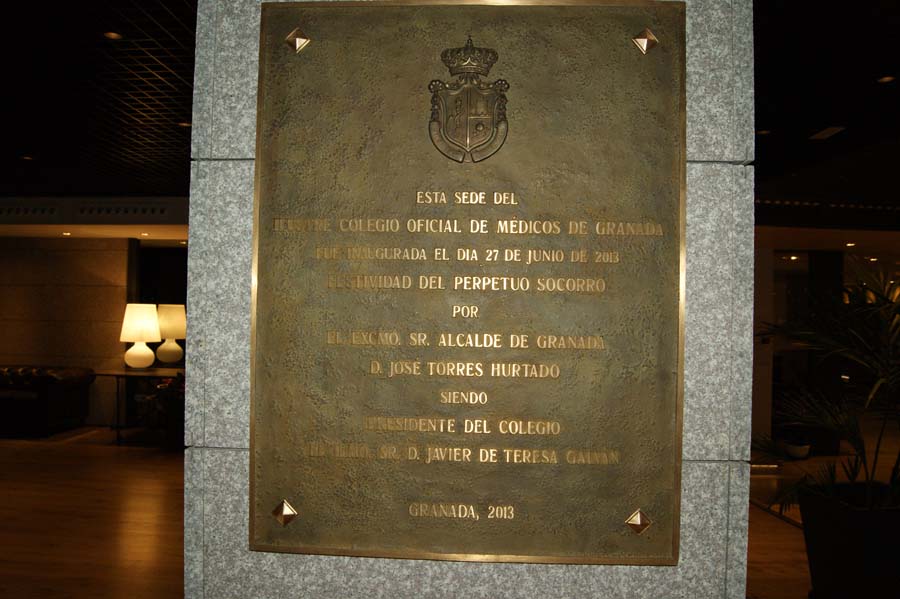 ESTA SEDE DEL
ILUSTRE COLEGIO OFICIAL DE MÉDICOS DE GRANADA
FUE INAUGURADA EL DÍA 27 DE JUNIO DE 2013
FESTIVIDAD DEL PERPETUO SOCORRO
POR
EL EXCMO. SR. ALCALDE DE GRANADA
D. JOSÉ TORRES HURTADO
SIENDO
PRESIDENTE DEL COLEGIO
SR. D. JAVIER DE TERESA GALVÁN
GRANADA, 2013